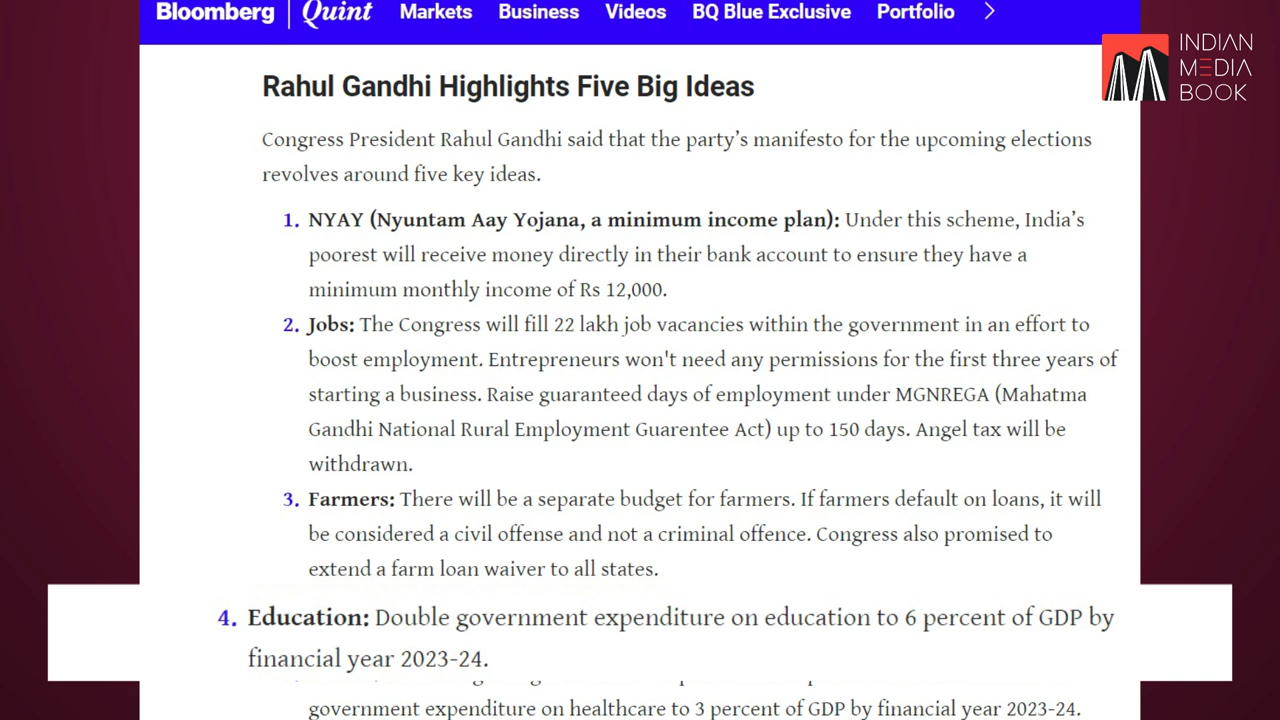 Bloomberg | Quint Markets Business Videos BQ Blue Exclusive Portfolio >
INDIAN
MEDIA
BOOK
Rahul Gandhi Highlights Five Big Ideas
Congress President Rahul Gandhi said that the party’s manifesto for the upcoming elections
revolves around five key ideas.
1. NYAY (Nyuntam Aay Yojana, a minimum income plan): Under this scheme, India’s
poorest will receive money directly in their bank account to ensure they have a
minimum monthly income of Rs 12,000.
2. Jobs: The Congress will fill 22 lakh job vacancies within the government in an effort to
boost employment. Entrepreneurs won't need any permissions for the first three years of
starting a business. Raise guaranteed days of employment under MGNREGA (Mahatma
Gandhi National Rural Employment Guarentee Act) up to 150 days. Angel tax will be
withdrawn.
3. Farmers: There will be a separate budget for farmers. If farmers default on loans, it will
be considered a civil offense and not a criminal offence. Congress also promised to
extend a farm loan waiver to all states.
4. Education: Double government expenditure on education to 6 percent of GDP by
financial year 2023-24.
government expenditure on healthcare to 3 percent of GDP by financial year 2023-24.